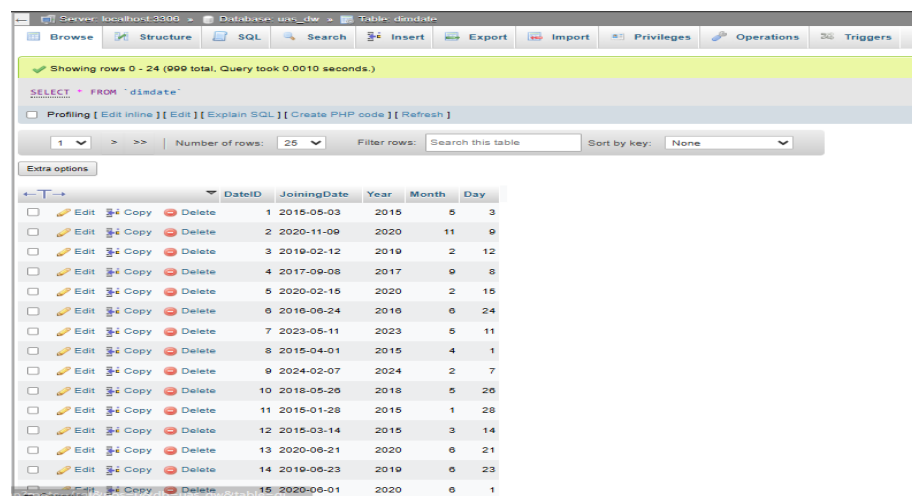 Server: localhost:3306 » Database: uas_dw » Table: dimdate
Browse Structure SQL Search Insert Export Import Privileges Operations Triggers
Showing rows 0 - 24 (999 total, Query took 0.0010 seconds.)
SELECT * FROM `dimdate`
Profiling [ Edit inline ] [ Edit ] [ Explain SQL ] [ Create PHP code ] [ Refresh ]
1 > >> | Number of rows: 25 Filter rows: Search this table Sort by key: None
Extra options
←T→ DateID JoiningDate Year Month Day
Edit Copy Delete 1 2015-05-03 2015 5 3
Edit Copy Delete 2 2020-11-09 2020 11 9
Edit Copy Delete 3 2019-02-12 2019 2 12
Edit Copy Delete 4 2017-09-08 2017 9 8
Edit Copy Delete 5 2020-02-15 2020 2 15
Edit Copy Delete 6 2016-06-24 2016 6 24
Edit Copy Delete 7 2023-05-11 2023 5 11
Edit Copy Delete 8 2015-04-01 2015 4 1
Edit Copy Delete 9 2024-02-07 2024 2 7
Edit Copy Delete 10 2018-05-26 2018 5 26
Edit Copy Delete 11 2015-01-28 2015 1 28
Edit Copy Delete 12 2015-03-14 2015 3 14
Edit Copy Delete 13 2020-06-21 2020 6 21
Edit Copy Delete 14 2019-06-23 2019 6 23
Edit Copy Delete 15 2020-06-01 2020 6 1